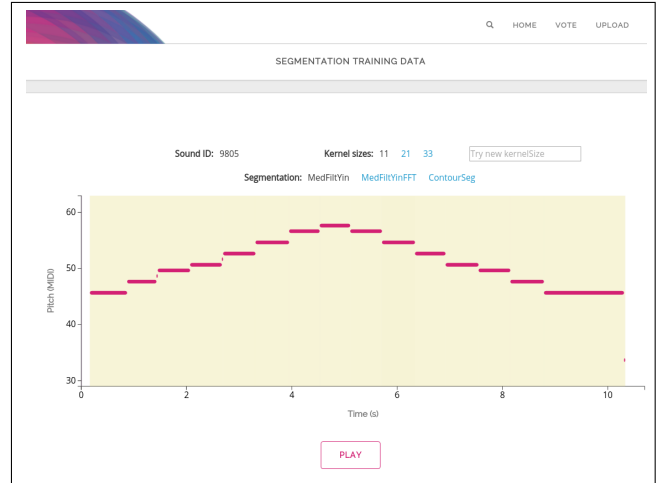 HOME VOTE UPLOAD
SEGMENTATION TRAINING DATA
Sound ID: 9805 Kernel sizes: 11 21 33 Try new kernelSize
Segmentation: MedFiltYin MedFiltYinFFT ContourSeg
60
50
40
30
Pitch (MIDI)
0 2 4 6 8 10
Time (s)
PLAY